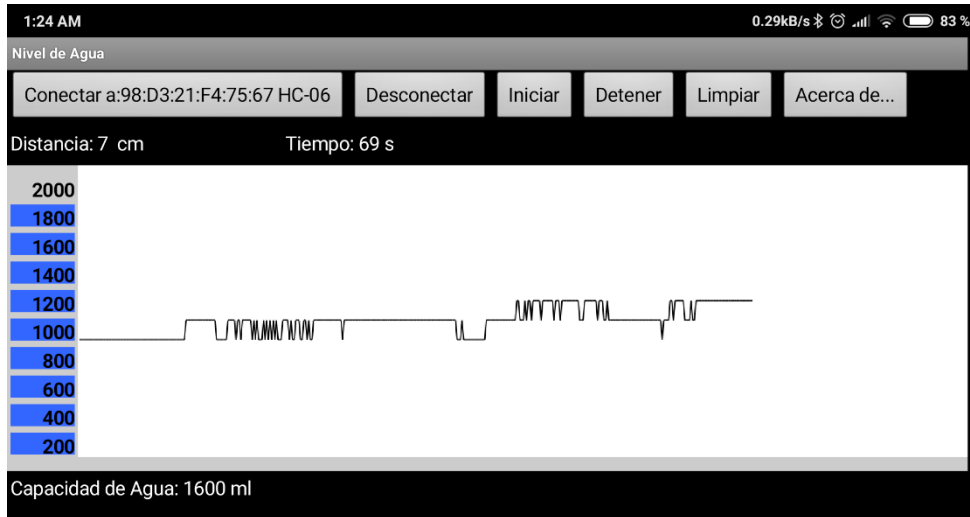 1:24 AM 0.29kB/s 83 %
Nivel de Agua
Conectar a:98:D3:21:F4:75:67 HC-06 Desconectar Iniciar Detener Limpiar Acerca de...
Distancia: 7 cm Tiempo: 69 s
2000
1800
1600
1400
1200
1000
800
600
400
200
Capacidad de Agua: 1600 ml